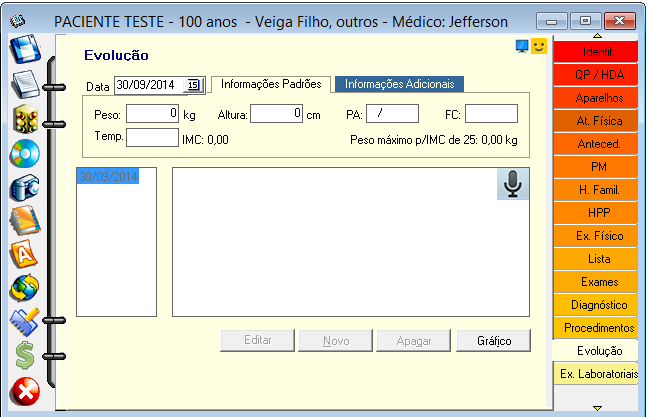 PACIENTE TESTE - 100 anos - Veiga Filho, outros - Médico: Jefferson
Evolução
Data 30/09/2014 15 Informações Padrões Informações Adicionais
Peso: 0 kg Altura: 0 cm PA: / FC:
Temp. IMC: 0,00 Peso máximo p/IMC de 25: 0,00 kg
30/09/2014
Editar Novo Apagar Gráfico
Identif.
QP / HDA
Aparelhos
At. Física
Anteced.
PM
H. Famil.
HPP
Ex. Físico
Lista
Exames
Diagnóstico
Procedimentos
Evolução
Ex. Laboratoriais